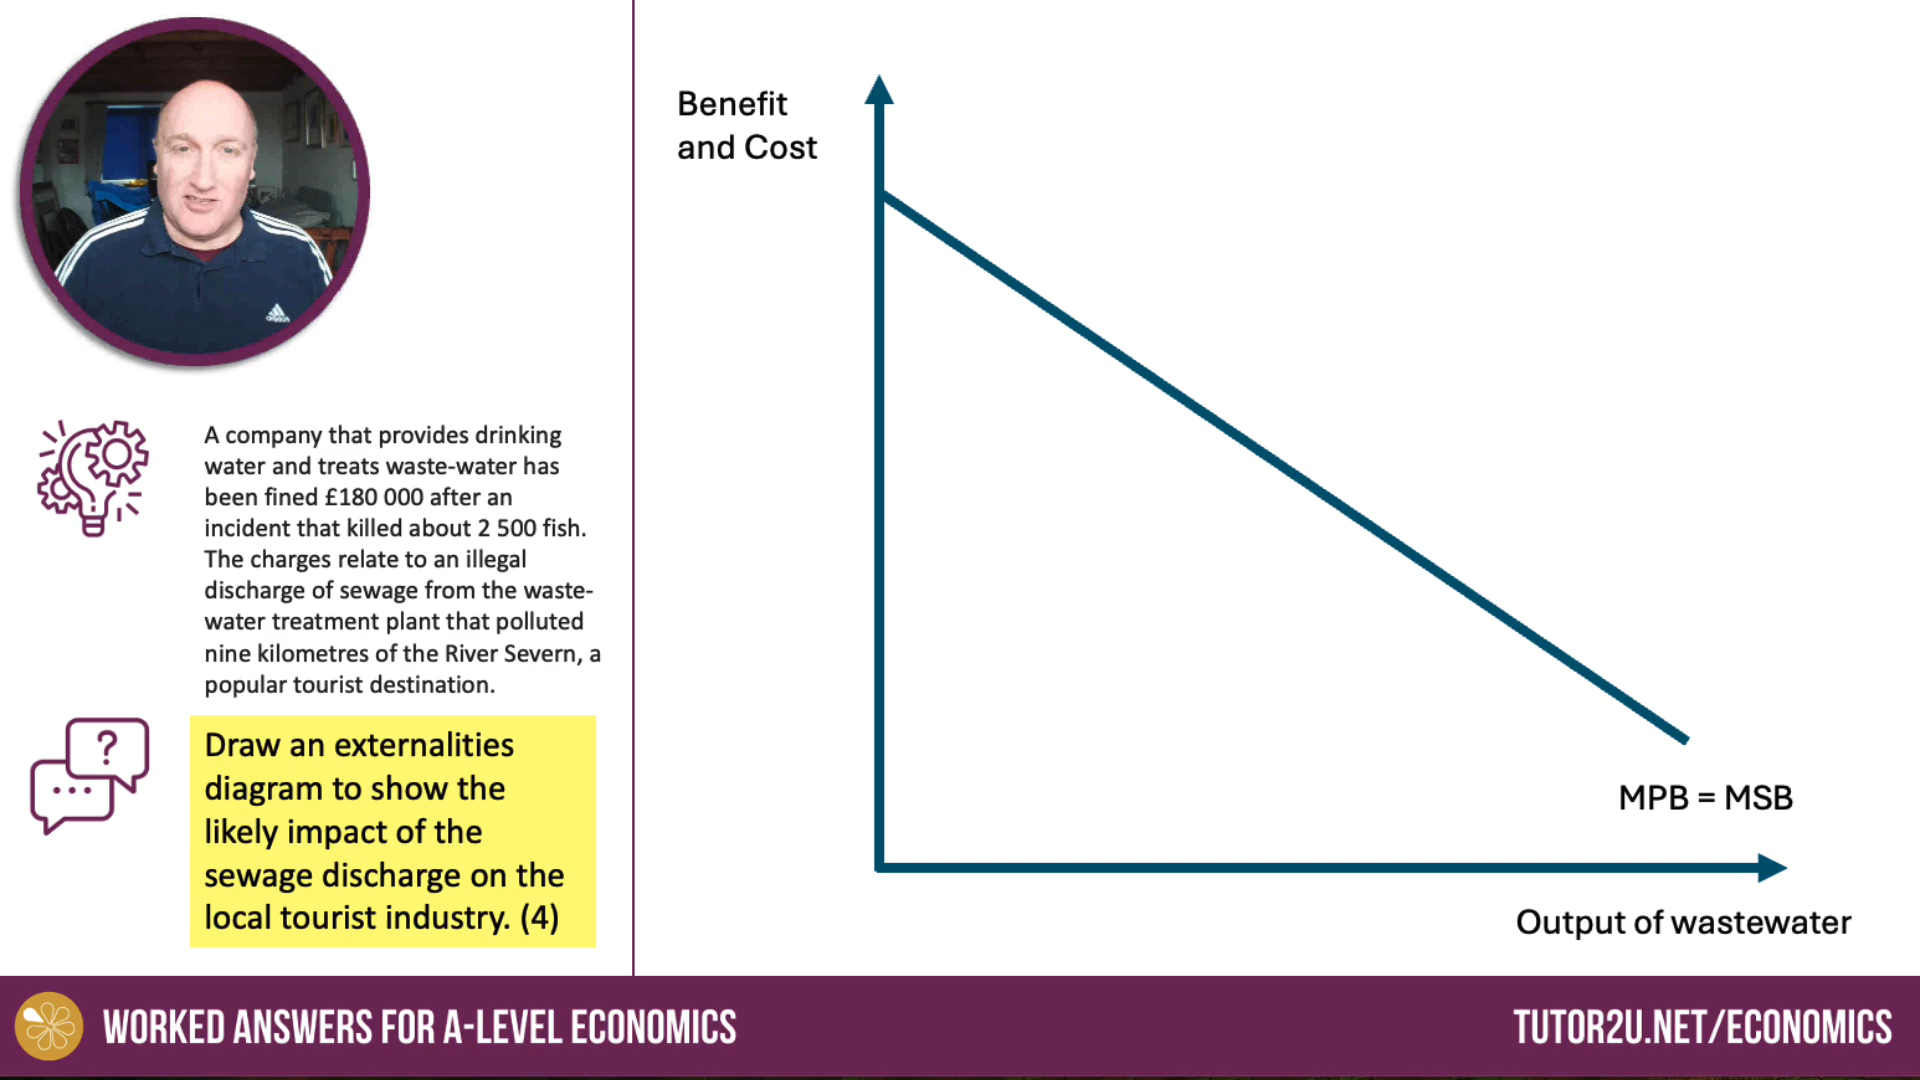 Benefit
and Cost
A company that provides drinking
water and treats waste-water has
been fined £180 000 after an
incident that killed about 2 500 fish.
The charges relate to an illegal
discharge of sewage from the waste-
water treatment plant that polluted
nine kilometres of the River Severn, a
popular tourist destination.
?
Draw an externalities
diagram to show the
likely impact of the
sewage discharge on the
local tourist industry. (4)
MPB = MSB
Output of wastewater
WORKED ANSWERS FOR A-LEVEL ECONOMICS
TUTOR2U.NET/ECONOMICS